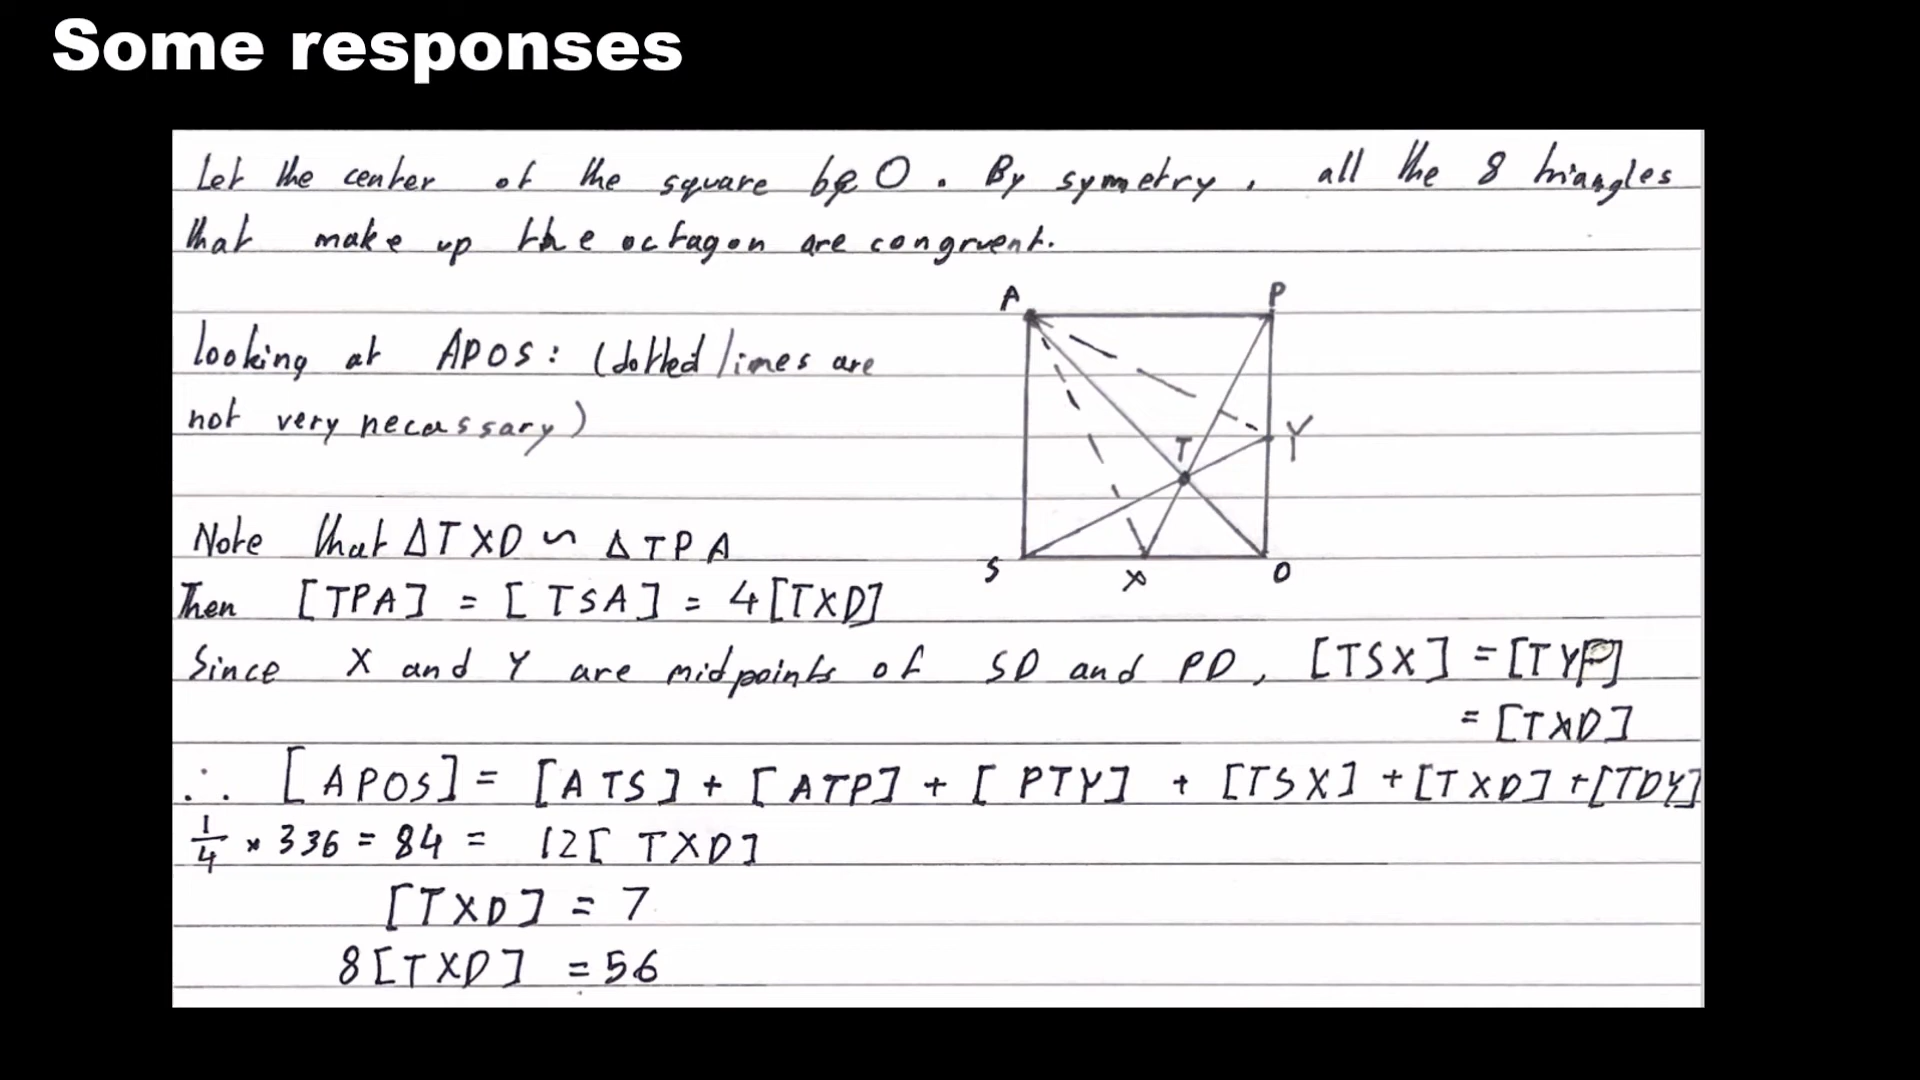 Some responses
Let the center of the square be O. By symetry, all the 8 triangles
that make up the octagon are congruent.
A P
looking at APOS: (dotted lines are
not very necessary)
T Y
Note that ΔTXD ∽ ΔTPA
S X O
Then [TPA] = [TSA] = 4[TXD]
Since X and Y are midpoints of SD and PD, [TSX] = [TYP]
= [TXD]
∴ [APOS] = [ATS] + [ATP] + [PTY] + [TSX] + [TXD] + [TDY]
1/4 × 336 = 84 = 12[TXD]
[TXD] = 7
8[TXD] = 56